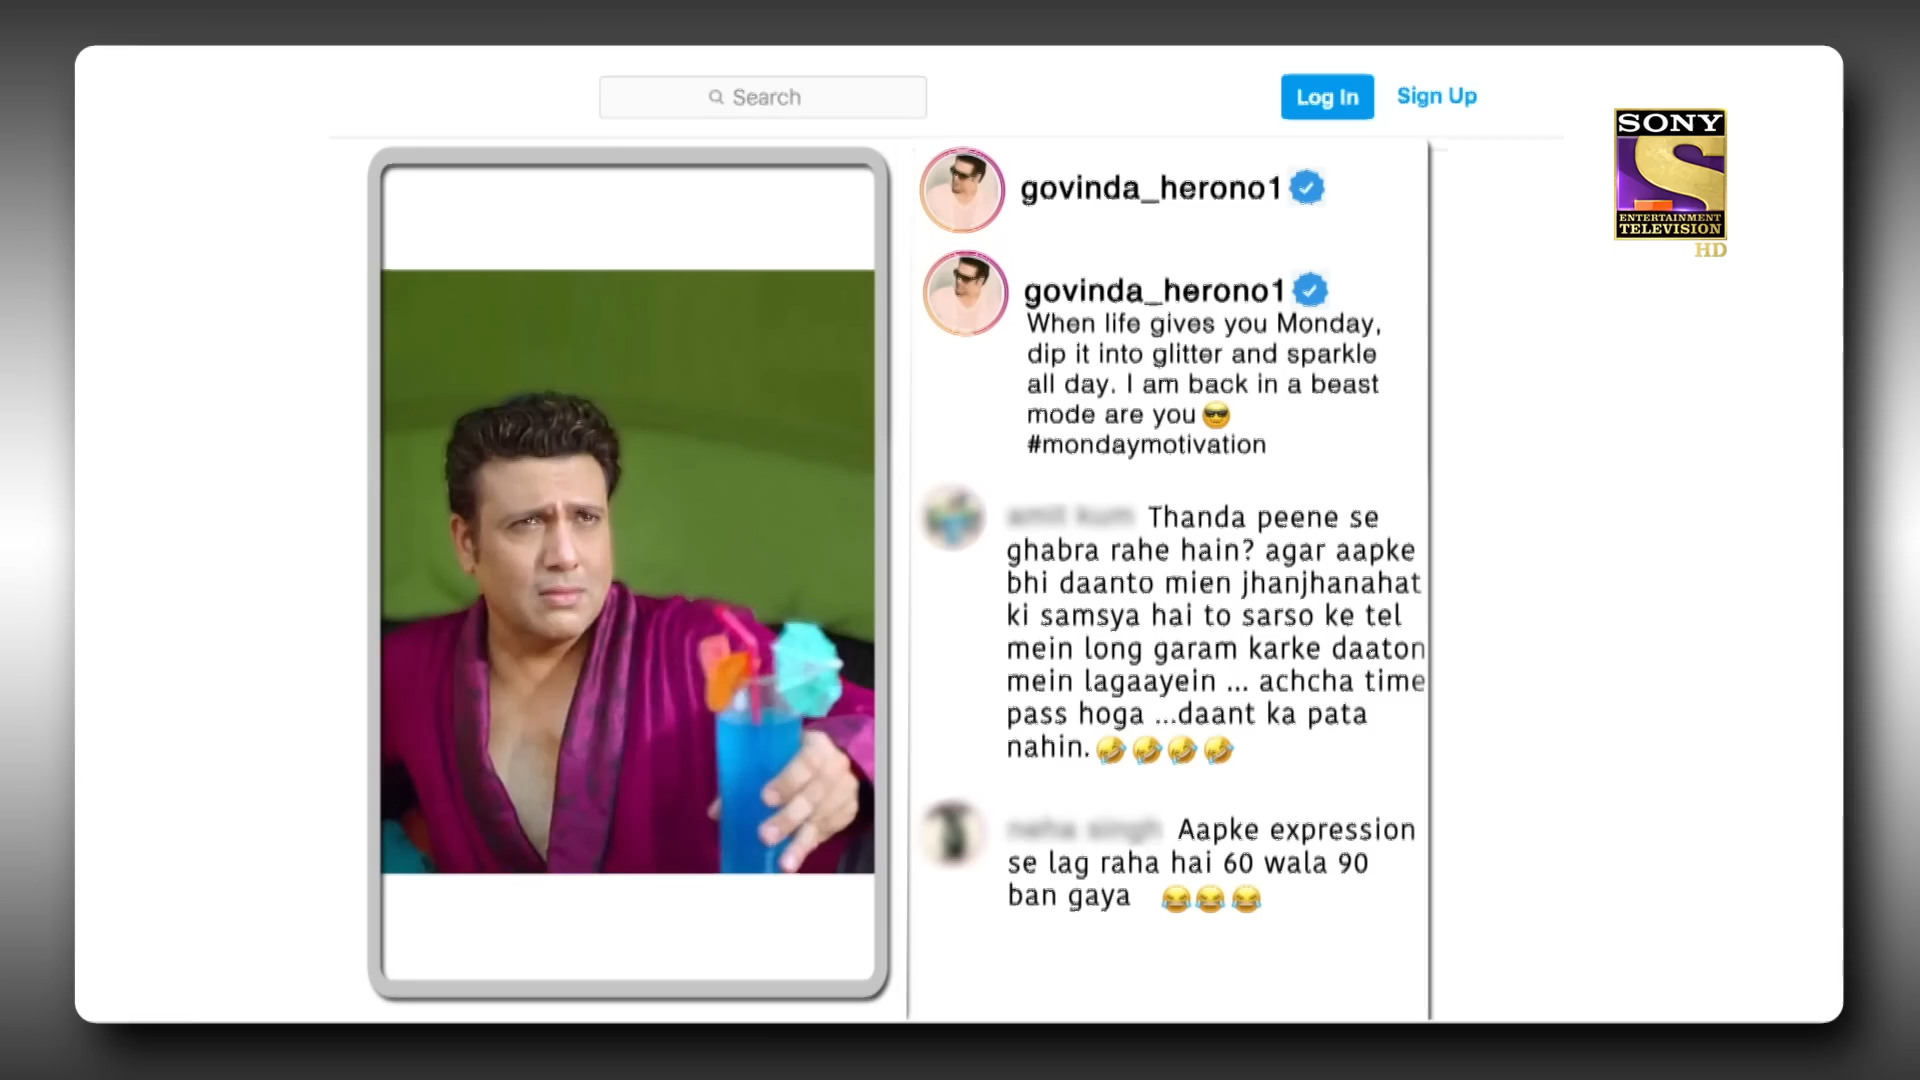 Search
Log In
Sign Up
SONY
ENTERTAINMENT
TELEVISION
HD
govinda_herono1
govinda_herono1
When life gives you Monday,
dip it into glitter and sparkle
all day. I am back in a beast
mode are you😎
#mondaymotivation
Thanda peene se
ghabra rahe hain? agar aapke
bhi daanto mien jhanjhanahat
ki samsya hai to sarso ke tel
mein long garam karke daaton
mein lagaayein ... achcha time
pass hoga ...daant ka pata
nahin.🤣🤣🤣🤣
Aapke expression
se lag raha hai 60 wala 90
ban gaya 😂😂😂